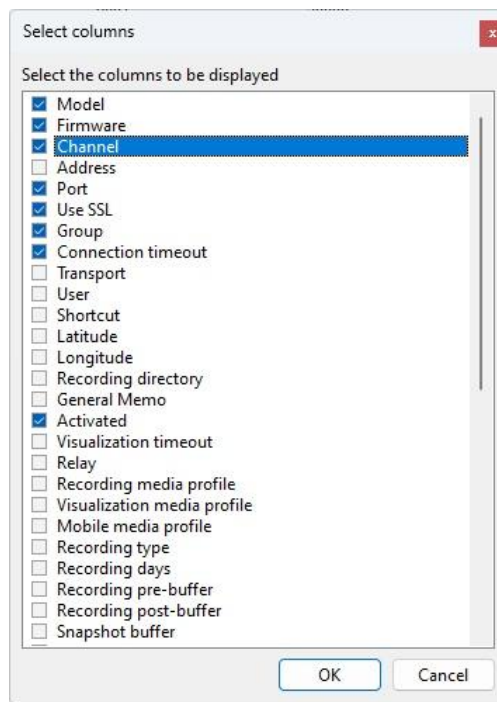 Select columns
x
Select the columns to be displayed
Model
Firmware
Channel
Address
Port
Use SSL
Group
Connection timeout
Transport
User
Shortcut
Latitude
Longitude
Recording directory
General Memo
Activated
Visualization timeout
Relay
Recording media profile
Visualization media profile
Mobile media profile
Recording type
Recording days
Recording pre-buffer
Recording post-buffer
Snapshot buffer
OK Cancel